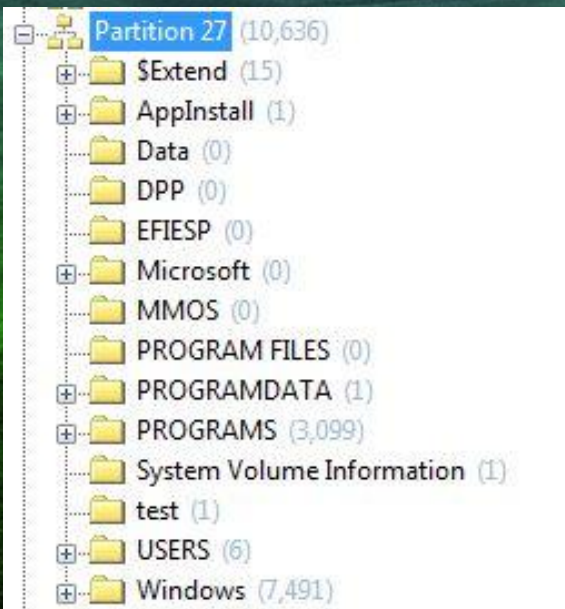 Partition 27 (10,636)
$Extend (15)
AppInstall (1)
Data (0)
DPP (0)
EFIESP (0)
Microsoft (0)
MMOS (0)
PROGRAM FILES (0)
PROGRAMDATA (1)
PROGRAMS (3,099)
System Volume Information (1)
test (1)
USERS (6)
Windows (7,491)